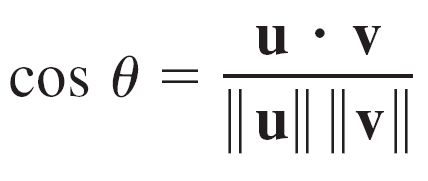 cos θ = u · v / ‖u‖ ‖v‖